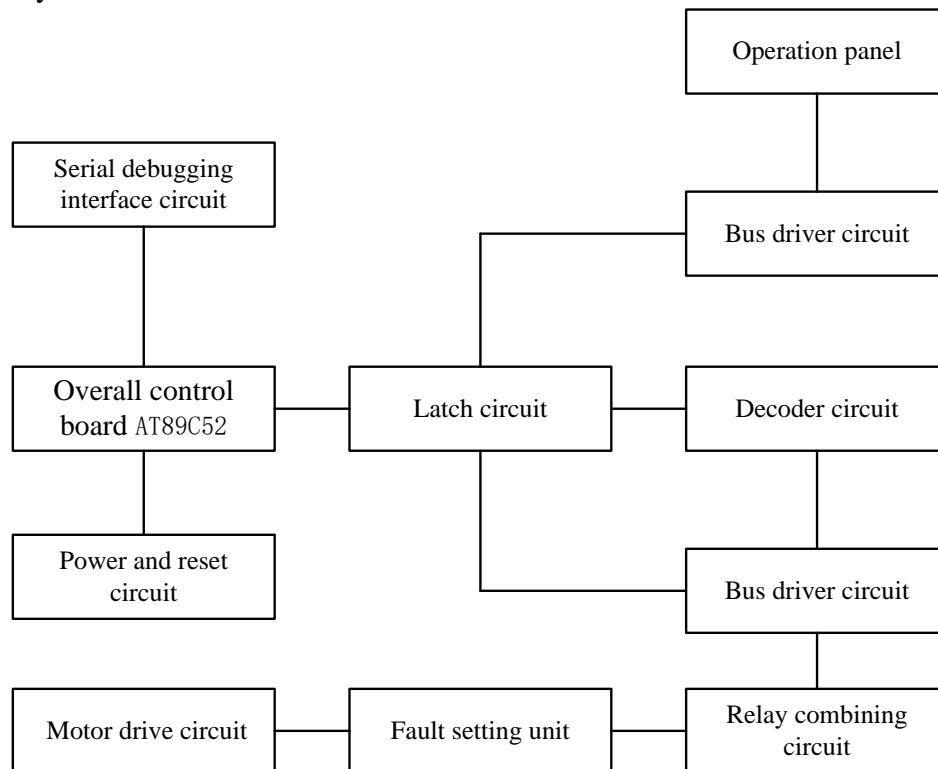 Operation panel
Serial debugging
interface circuit
Bus driver circuit
Overall control
board AT89C52
Latch circuit
Decoder circuit
Power and reset
circuit
Bus driver circuit
Motor drive circuit
Fault setting unit
Relay combining
circuit